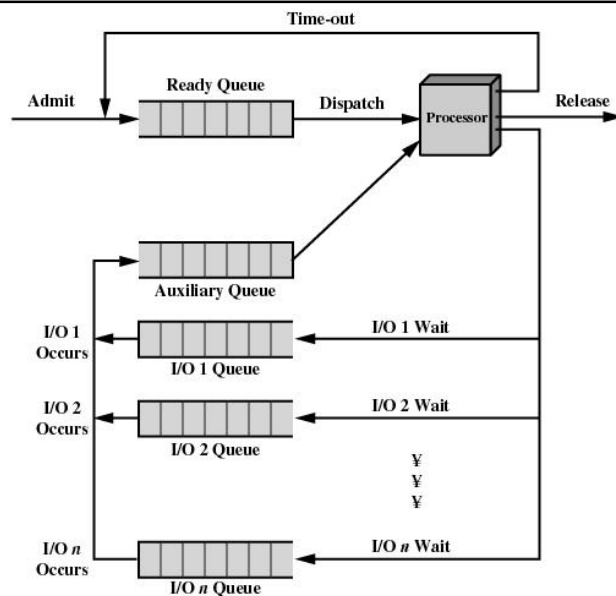 Time-out
Ready Queue
Admit
Dispatch
Processor
Release
Auxiliary Queue
I/O 1
Occurs
I/O 1 Wait
I/O 1 Queue
I/O 2
Occurs
I/O 2 Wait
I/O 2 Queue
¥
¥
¥
I/O n
Occurs
I/O n Wait
I/O n Queue